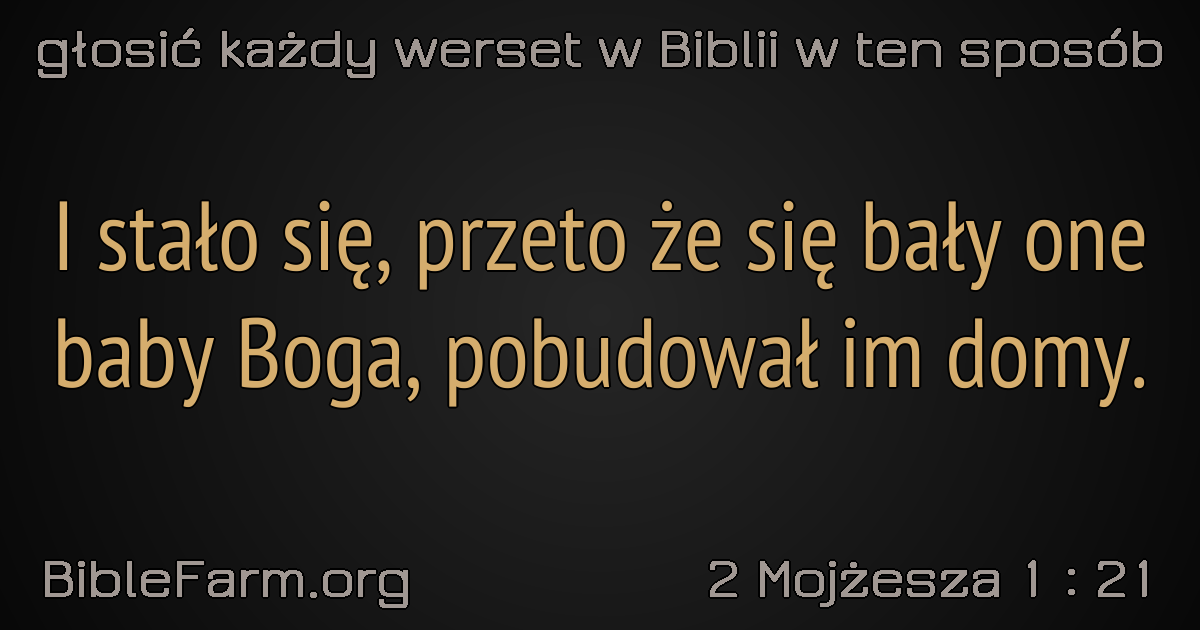 głosić każdy werset w Biblii w ten sposób
I stało się, przeto że się bały one
baby Boga, pobudował im domy.
BibleFarm.org
2 Mojżesza 1 : 21